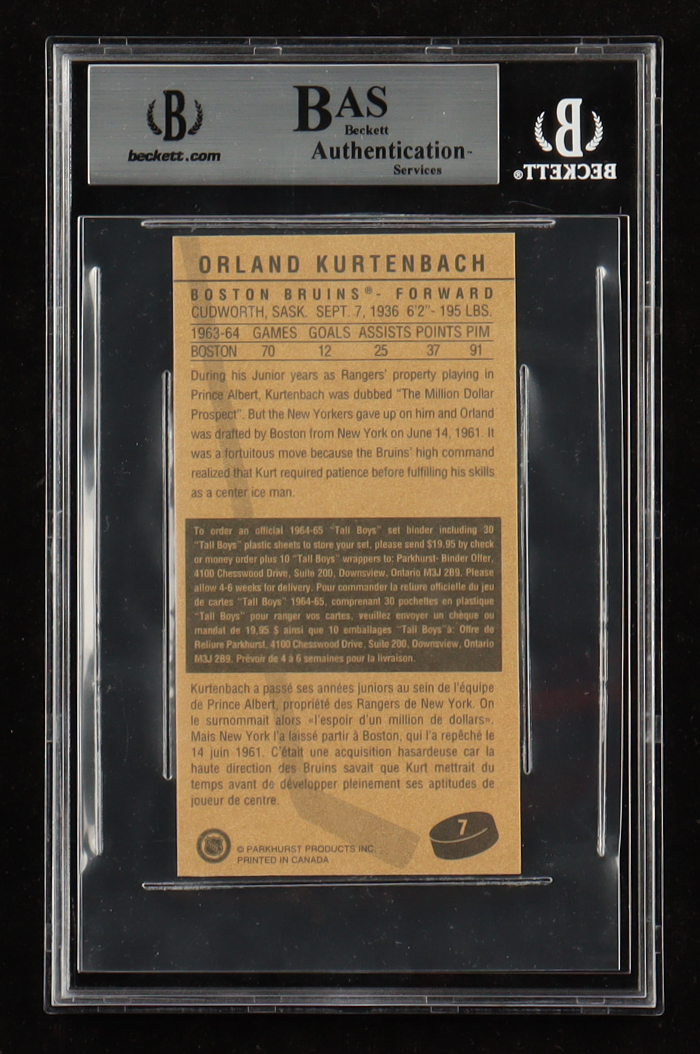 B
beckett.com
BAS
Beckett
Authentication
Services
B
BECKETT®
ORLAND KURTENBACH
BOSTON BRUINS® - FORWARD
CUDWORTH, SASK. SEPT. 7, 1936 6'2"- 195 LBS.
1963-64 GAMES GOALS ASSISTS POINTS PIM
BOSTON 70 12 25 37 91
During his Junior years as Rangers' property playing in
Prince Albert, Kurtenbach was dubbed "The Million Dollar
Prospect". But the New Yorkers gave up on him and Orland
was drafted by Boston from New York on June 14, 1961. It
was a fortuitous move because the Bruins' high command
realized that Kurt required patience before fulfilling his skills
as a center ice man.
To order an official 1964-65 "Tall Boys" set binder including 30
"Tall Boys" plastic sheets to store your set, please send $19.95 by check
or money order plus 10 "Tall Boys" wrappers to: Parkhurst- Binder Offer,
4100 Chesswood Drive, Suite 200, Downsview, Ontario M3J 2B9. Please
allow 4-6 weeks for delivery. Pour commander la reliure officielle du jeu
de cartes "Tall Boys" 1964-65, comprenant 30 pochettes en plastique
"Tall Boys" pour ranger vos cartes, veuillez envoyer un chèque ou
mandat de 19,95 $ ainsi que 10 emballages "Tall Boys"à: Offre de
Reliure Parkhurst, 4100 Chesswood Drive, Suite 200, Downsview, Ontario
M3J 2B9. Prévoir de 4 à 6 semaines pour la livraison.
Kurtenbach a passé ses années juniors au sein de l'équipe
de Prince Albert, propriété des Rangers de New York. On
le surnommait alors «l'espoir d'un million de dollars».
Mais New York l'a laissé partir à Boston, qui l'a repêché le
14 juin 1961. C'était une acquisition hasardeuse car la
haute direction des Bruins savait que Kurt mettrait du
temps avant de développer pleinement ses aptitudes de
joueur de centre.
7
© PARKHURST PRODUCTS INC.
PRINTED IN CANADA